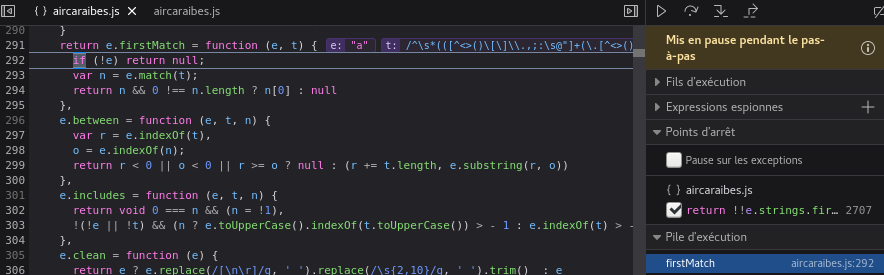 { } aircaraibes.js × aircaraibes.js
290 }
291 return e.firstMatch = function (e, t) { e: "a" t: /^\s*(([^<>()\[\]\\.,;:\s@"]+(\.[^<>()
292 if (!e) return null;
293 var n = e.match(t);
294 return n && 0 !== n.length ? n[0] : null
295 },
296 e.between = function (e, t, n) {
297 var r = e.indexOf(t),
298 o = e.indexOf(n);
299 return r < 0 || o < 0 || r >= o ? null : (r += t.length, e.substring(r, o))
300 },
301 e.includes = function (e, t, n) {
302 return void 0 === n && (n = !1),
303 !(!e || !t) && (n ? e.toUpperCase().indexOf(t.toUpperCase()) > - 1 : e.indexOf(t) > -
304 },
305 e.clean = function (e) {
306 return e ? e.replace(/[\n\r]/g, ' ').replace(/\s{2,10}/g, ' ').trim() : e
Mis en pause pendant le pas-
à-pas
Fils d'exécution
Expressions espionnes
Points d'arrêt
Pause sur les exceptions
{ } aircaraibes.js
return !!e.strings.fir… 2707
Pile d'exécution
firstMatch aircaraibes.js:292